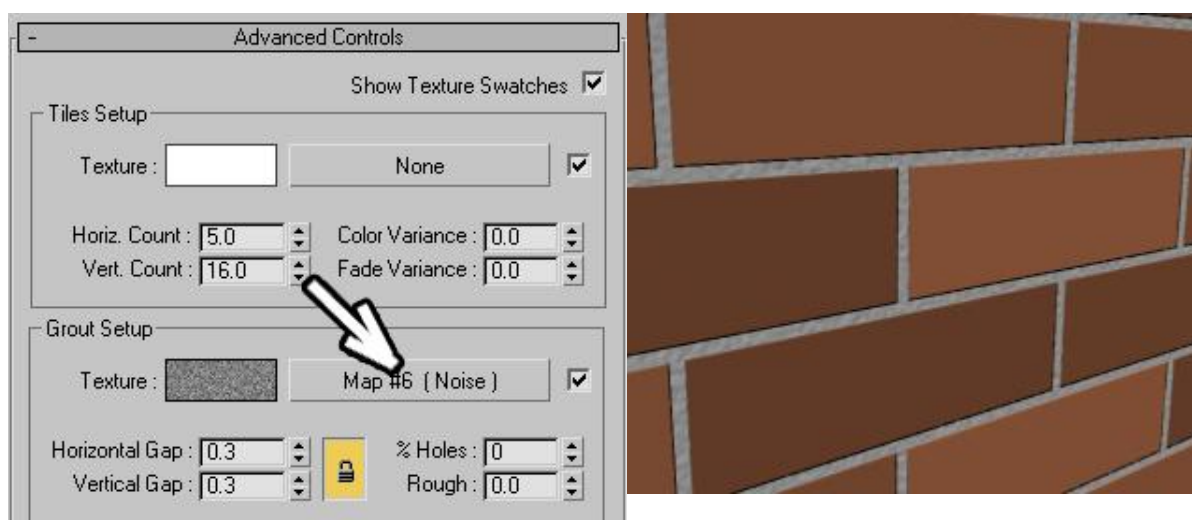 - Advanced Controls
Show Texture Swatches
Tiles Setup
Texture : None
Horiz. Count : 5.0 Color Variance : 0.0
Vert. Count : 16.0 Fade Variance : 0.0
Grout Setup
Texture : Map #6 ( Noise )
Horizontal Gap : 0.3 % Holes : 0
Vertical Gap : 0.3 Rough : 0.0